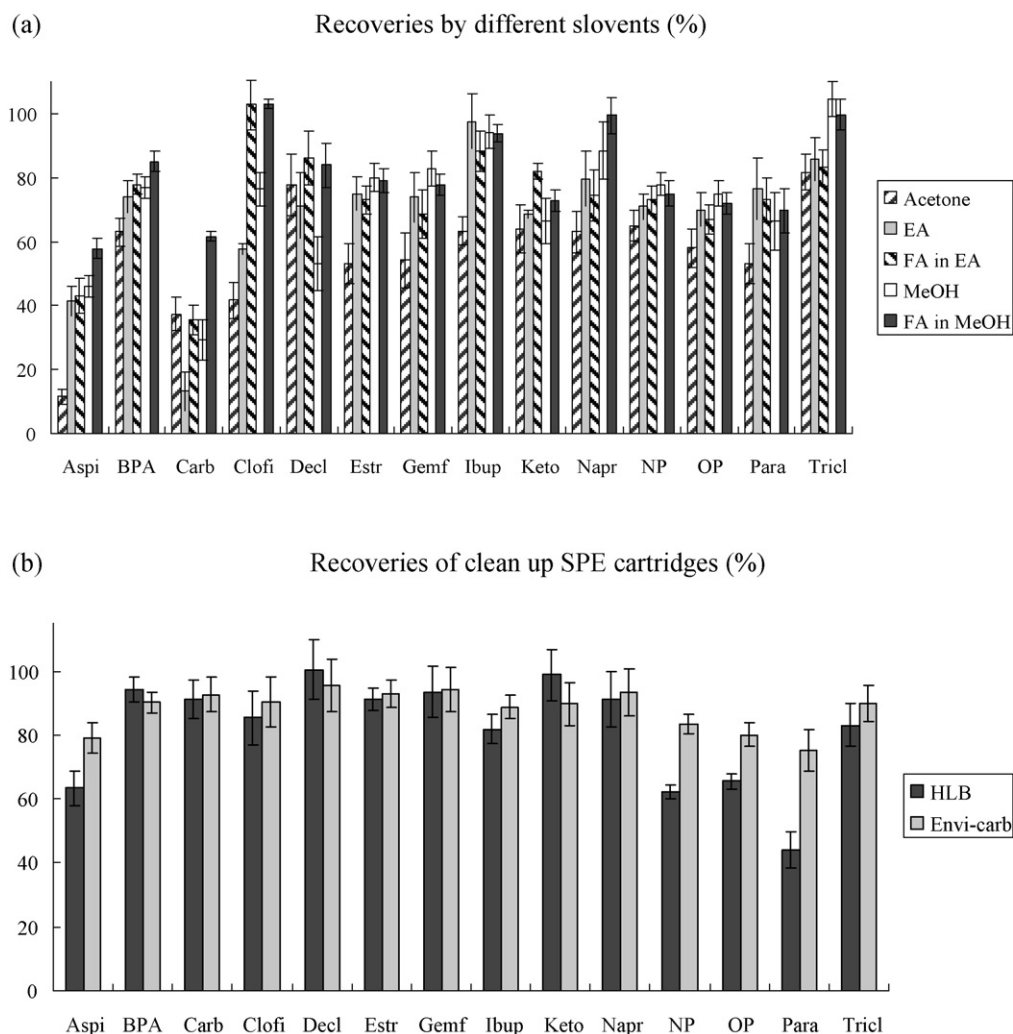 (a) Recoveries by different slovents (%)
100
80
60
40
20
0
Aspi BPA Carb Clofi Decl Estr Gemf Ibup Keto Napr NP OP Para Tricl
Acetone
EA
FA in EA
MeOH
FA in MeOH
(b) Recoveries of clean up SPE cartridges (%)
100
80
60
40
20
0
Aspi BPA Carb Clofi Decl Estr Gemf Ibup Keto Napr NP OP Para Tricl
HLB
Envi-carb